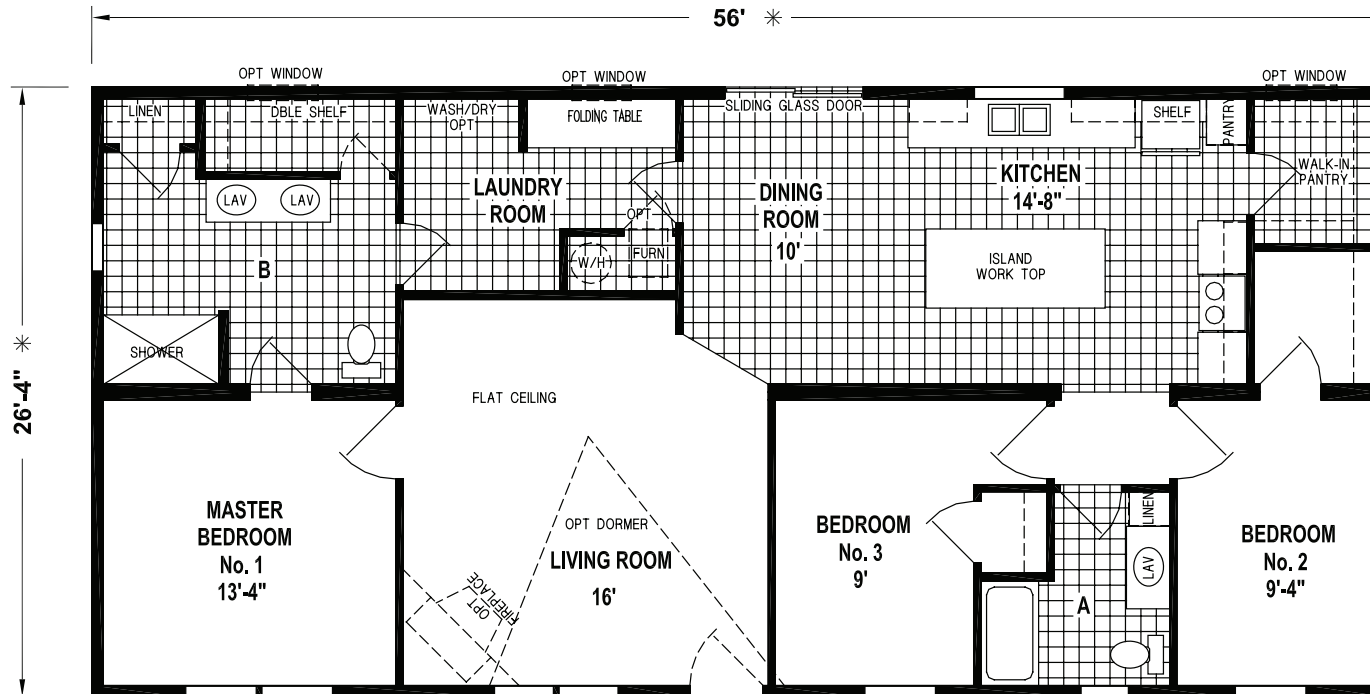 56' ✳
OPT WINDOW
OPT WINDOW
OPT WINDOW
LINEN
DBLE SHELF
WASH/DRY
OPT
FOLDING TABLE
SLIDING GLASS DOOR
SHELF
PANTRY
WALK-IN
PANTRY
KITCHEN
14'-8"
LAUNDRY
ROOM
DINING
ROOM
10'
LAV
LAV
OPT
W/H
FURN
B
ISLAND
WORK TOP
SHOWER
✳
26'-4"
FLAT CEILING
MASTER
BEDROOM
No. 1
13'-4"
OPT DORMER
LIVING ROOM
16'
OPT
FIREPLACE
BEDROOM
No. 3
9'
LINEN
LAV
A
BEDROOM
No. 2
9'-4"